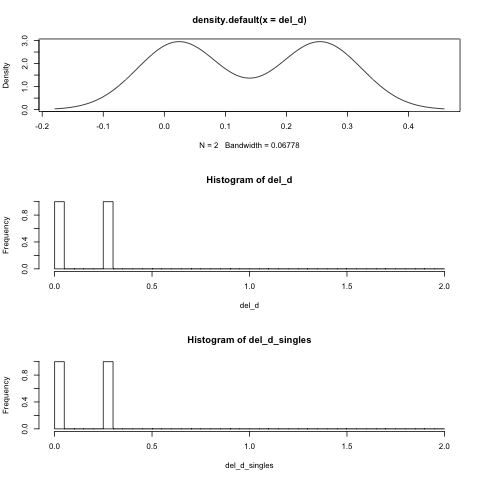 density.default(x = del_d)
Density
0.0 1.0 2.0 3.0
-0.2 -0.1 0.0 0.1 0.2 0.3 0.4
N = 2 Bandwidth = 0.06778
Histogram of del_d
Frequency
0.0 0.4 0.8
0.0 0.5 1.0 1.5 2.0
del_d
Histogram of del_d_singles
Frequency
0.0 0.4 0.8
0.0 0.5 1.0 1.5 2.0
del_d_singles